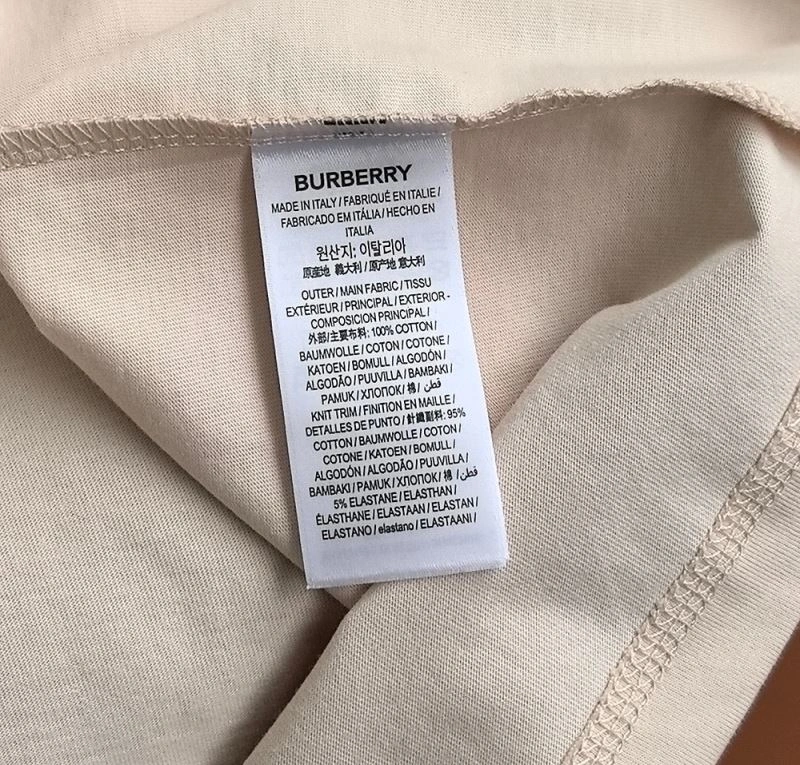 BURBERRY
MADE IN ITALY / FABRIQUÉ EN ITALIE /
FABRICADO EM ITÁLIA / HECHO EN
ITALIA
원산지: 이탈리아
原産地 義大利 / 原产地 意大利
OUTER / MAIN FABRIC / TISSU
EXTÉRIEUR / PRINCIPAL / EXTERIOR -
COMPOSICION PRINCIPAL /
外部/主要布料: 100% COTTON /
BAUMWOLLE / COTON / COTONE /
KATOEN / BOMULL / ALGODÓN /
ALGODÃO / PUUVILLA / BAMBAKI /
PAMUK / ХЛОПОК/ 棉/ قطن
KNIT TRIM / FINITION EN MAILLE /
DETALLES DE PUNTO / 針織副料: 95%
COTTON / BAUMWOLLE / COTON /
COTONE / KATOEN / BOMULL /
ALGODÓN / ALGODÃO / PUUVILLA /
BAMBAKI / PAMUK / ХЛОПОК/ 棉 / قطن/
5% ELASTANE / ELASTHAN /
ÉLASTHANE / ELASTAAN / ELASTAN /
ELASTANO / elastano / ELASTAANI /